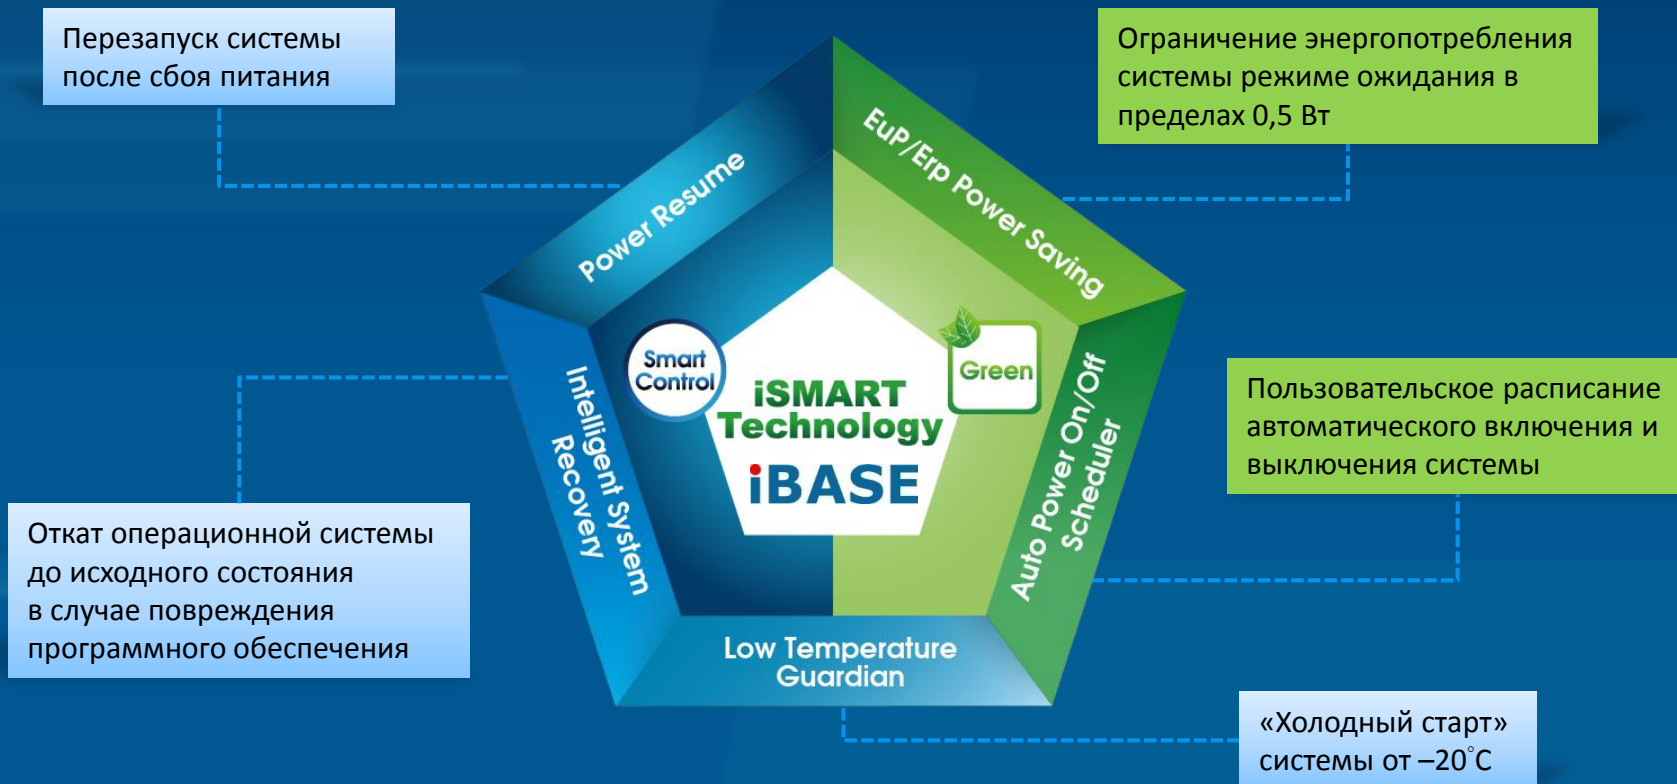 Перезапуск системы
после сбоя питания
Ограничение энергопотребления
системы режиме ожидания в
пределах 0,5 Вт
Power Resume
EuP/Erp Power Saving
Smart
Control
Green
iSMART
Technology
iBASE
Intelligent System
Recovery
Auto Power On/Off
Scheduler
Пользовательское расписание
автоматического включения и
выключения системы
Откат операционной системы
до исходного состояния
в случае повреждения
программного обеспечения
Low Temperature
Guardian
«Холодный старт»
системы от –20°C